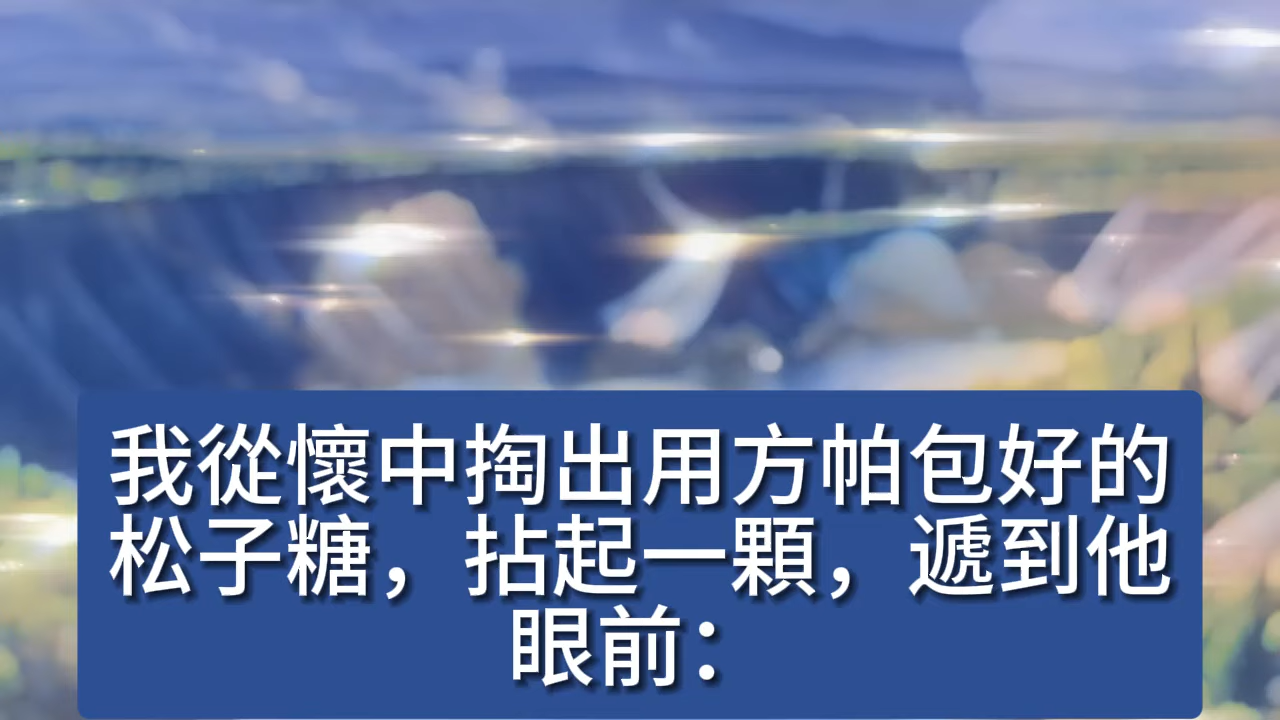 我從懷中掏出用方帕包好的
松子糖，拈起一顆，遞到他
眼前：